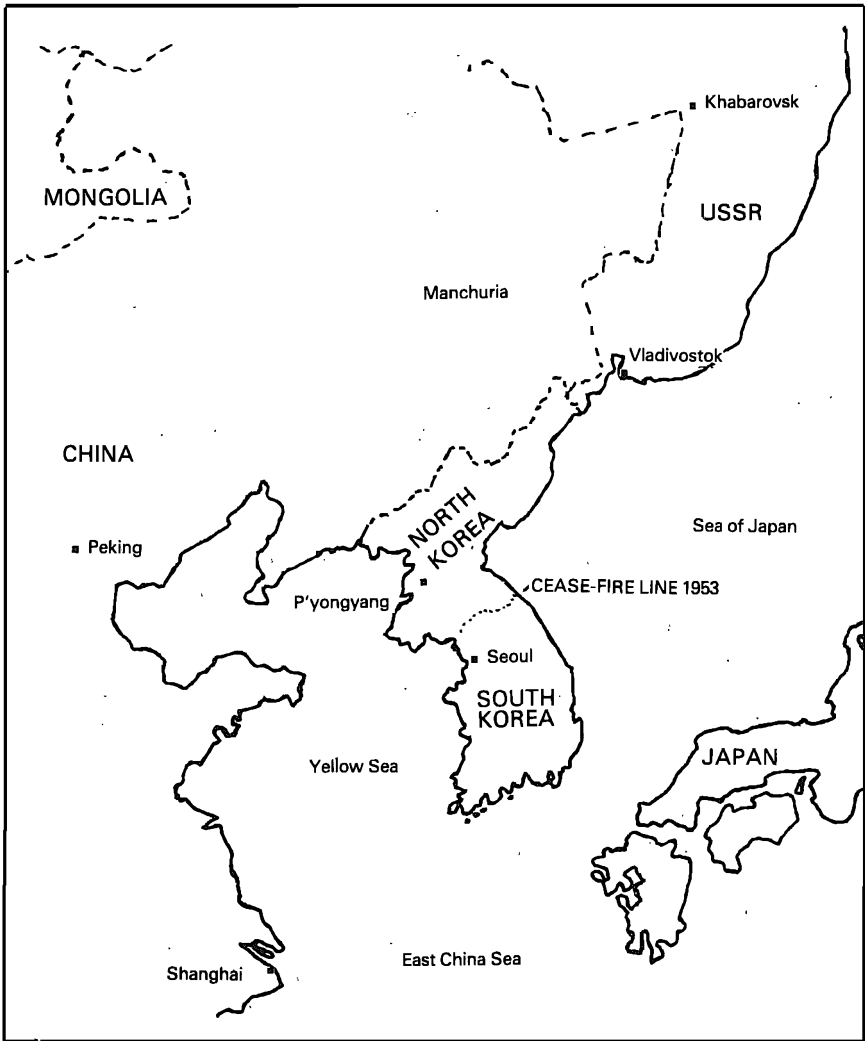 Khabarovsk
MONGOLIA
USSR
Manchuria
Vladivostok
CHINA
NORTH
KOREA
Sea of Japan
Peking
CEASE-FIRE LINE 1953
P'yongyang
Seoul
SOUTH
KOREA
JAPAN
Yellow Sea
East China Sea
Shanghai